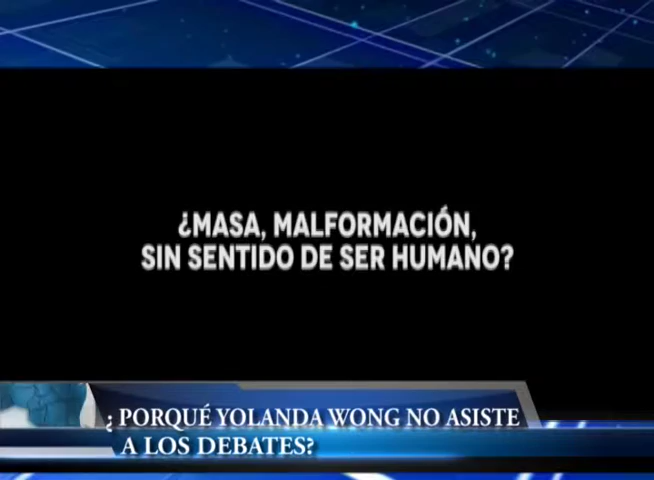 ¿MASA, MALFORMACIÓN,
SIN SENTIDO DE SER HUMANO?
¿ PORQUÉ YOLANDA WONG NO ASISTE
A LOS DEBATES?